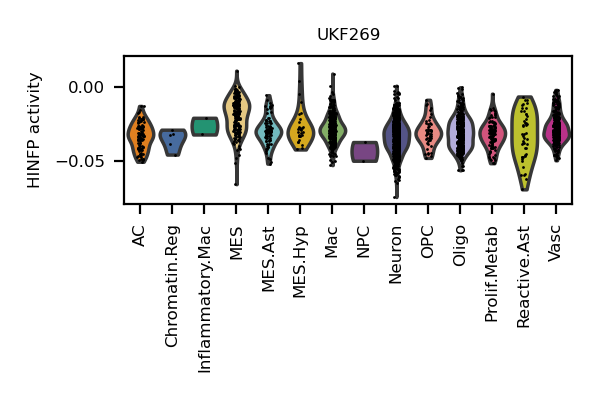 UKF269
HINFP activity
0.00
−0.05
AC
Chromatin.Reg
Inflammatory.Mac
MES
MES.Ast
MES.Hyp
Mac
NPC
Neuron
OPC
Oligo
Prolif.Metab
Reactive.Ast
Vasc